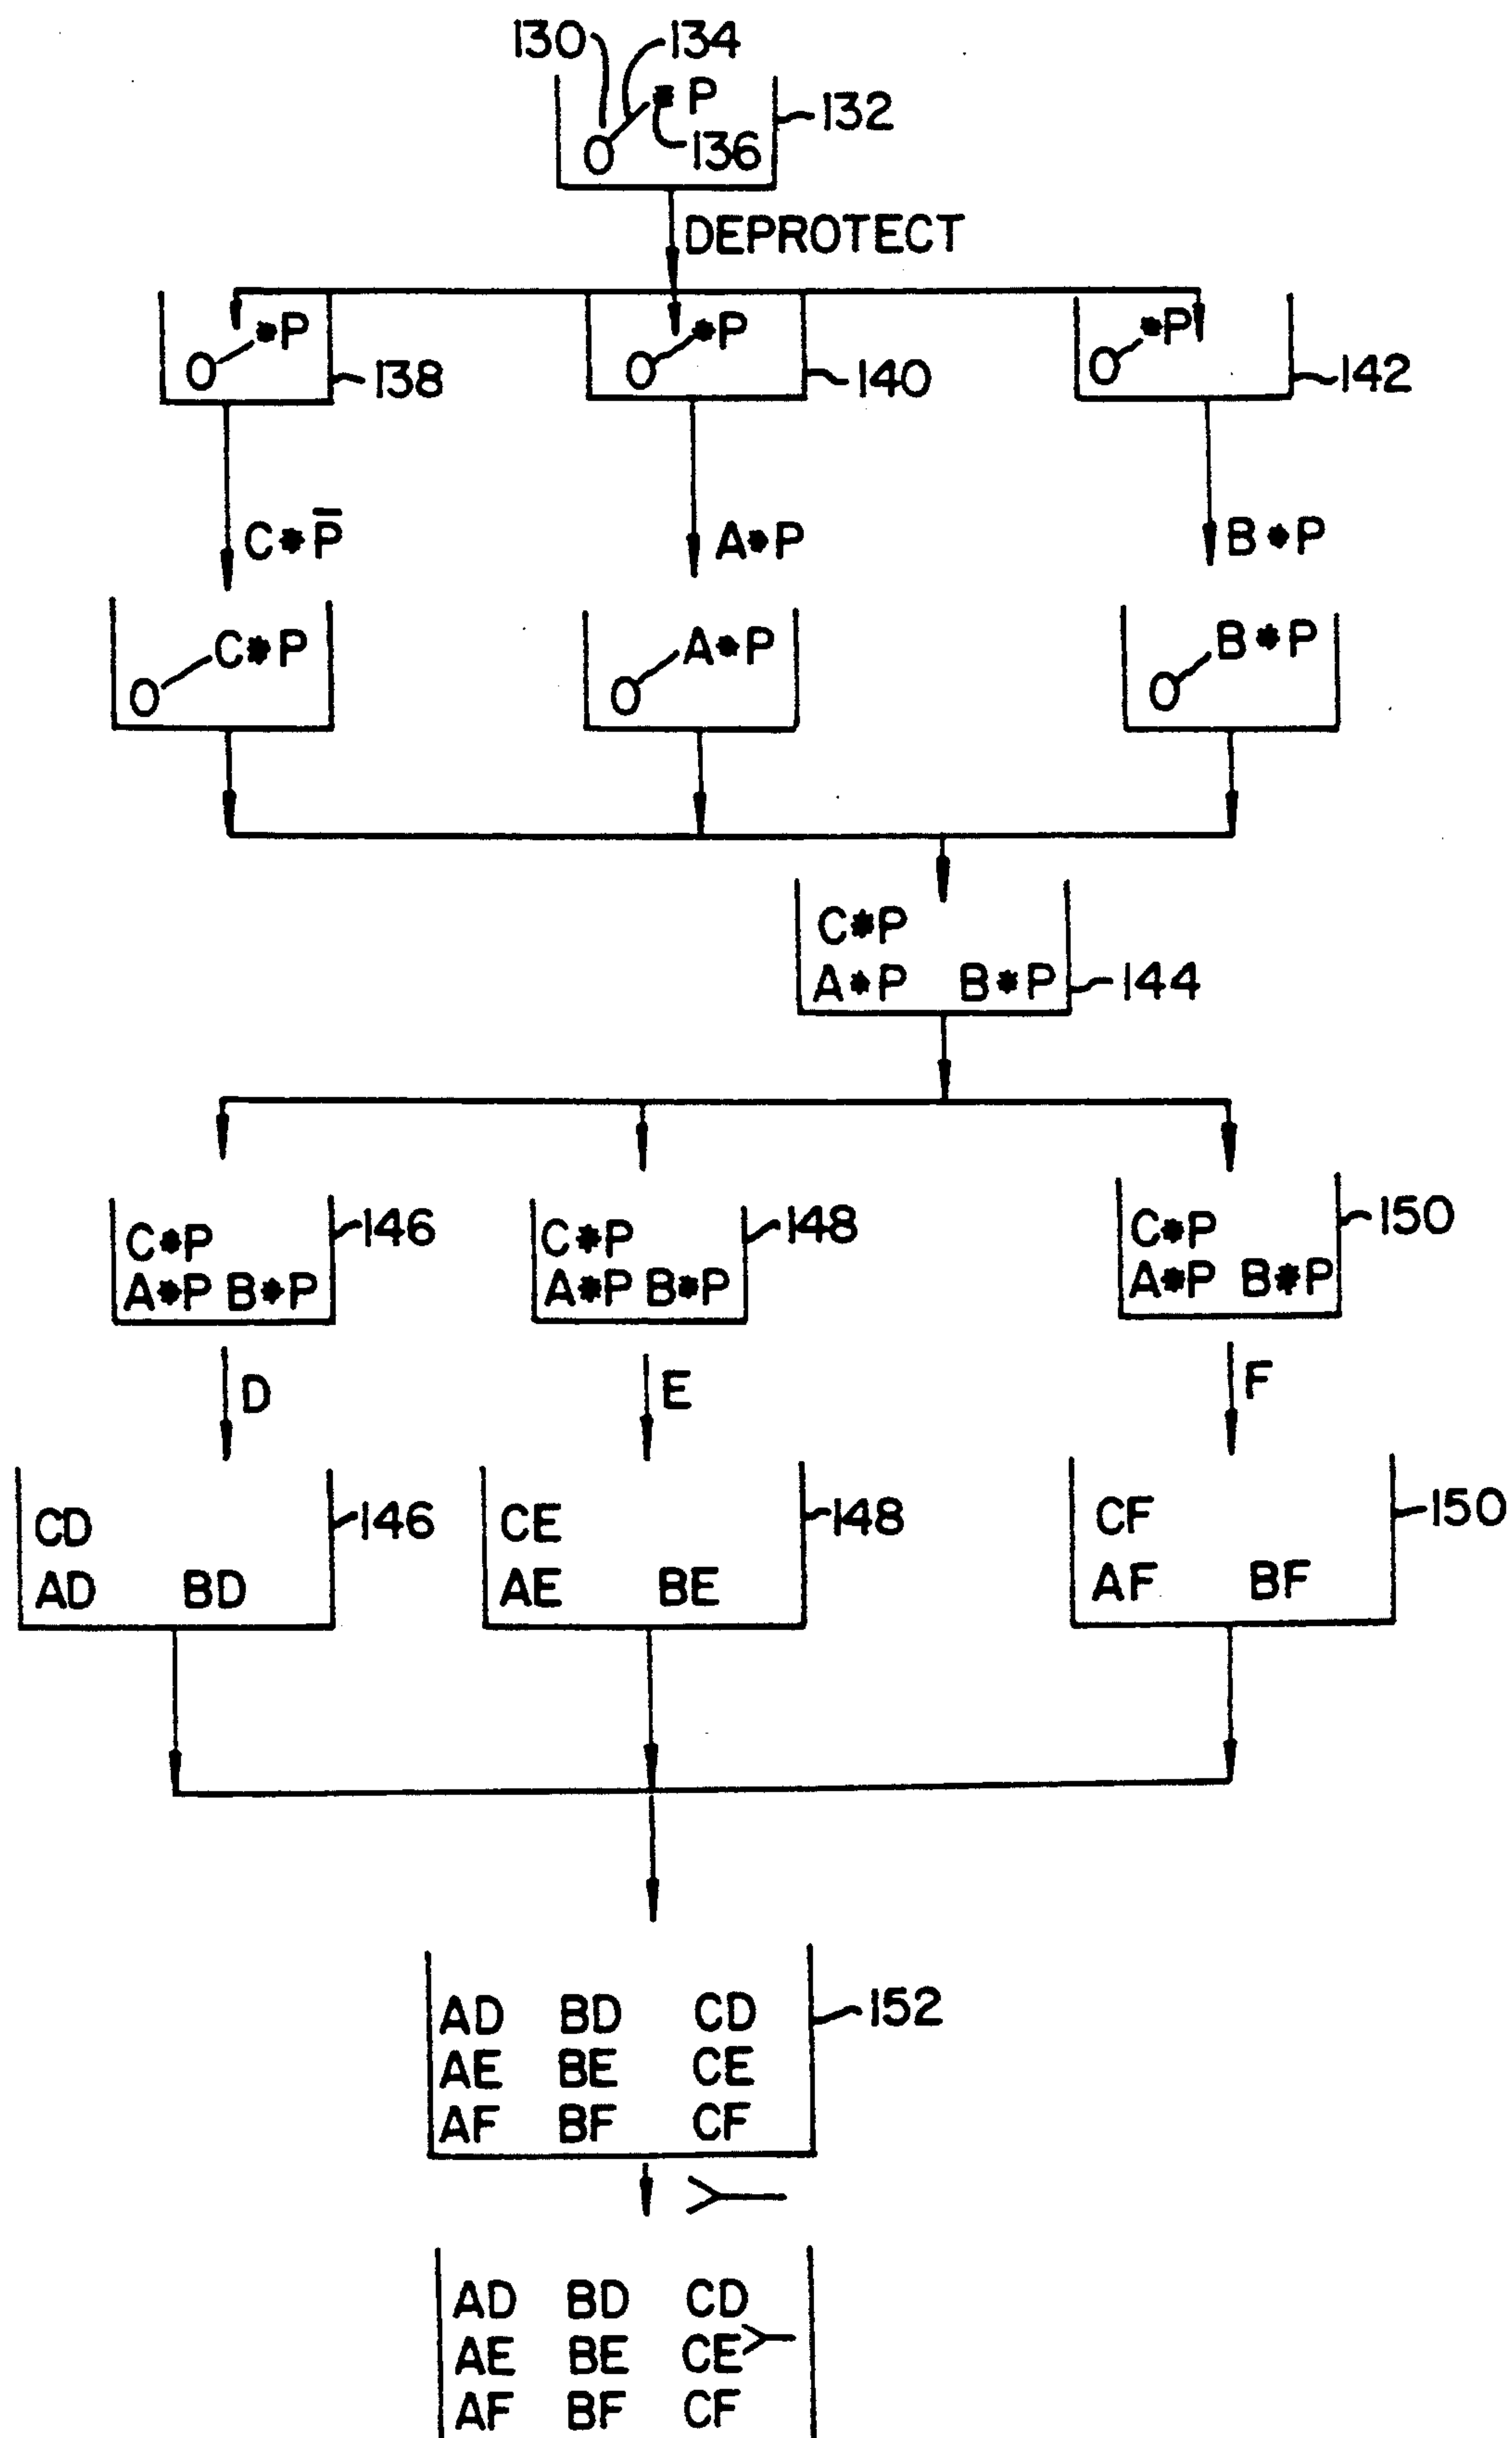 130 134
*P
132
O
136
DEPROTECT
*P *P *P
O 138 O 140 O 142
C*P̅ A*P B*P
C*P A*P B*P
O O O
C*P
A*P B*P 144
C*P 146 C*P 148 C*P 150
A*P B*P A*P B*P A*P B*P
D E F
CD 146 CE 148 CF 150
AD BD AE BE AF BF
AD BD CD 152
AE BE CE
AF BF CF
AD BD CD
AE BE CE
AF BF CF